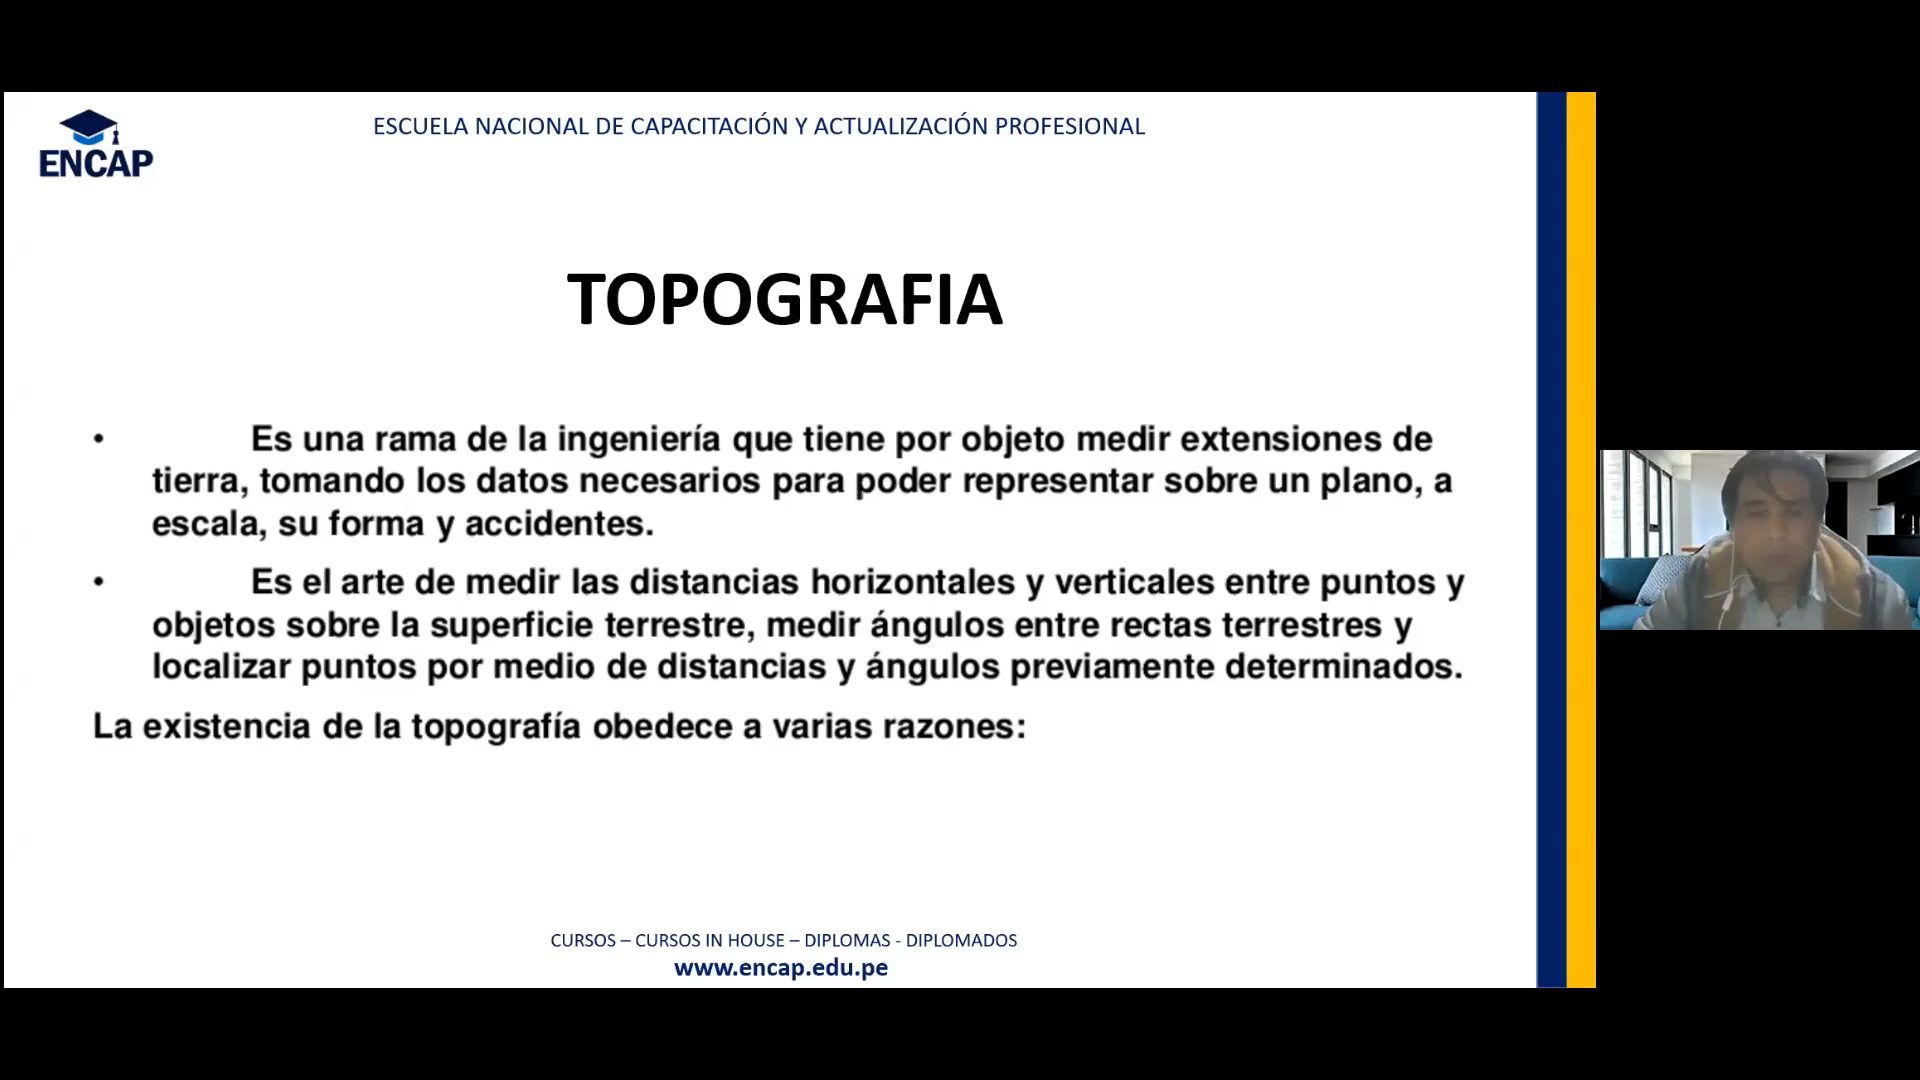 ENCAP
ESCUELA NACIONAL DE CAPACITACIÓN Y ACTUALIZACIÓN PROFESIONAL
TOPOGRAFIA
• Es una rama de la ingeniería que tiene por objeto medir extensiones de
tierra, tomando los datos necesarios para poder representar sobre un plano, a
escala, su forma y accidentes.
• Es el arte de medir las distancias horizontales y verticales entre puntos y
objetos sobre la superficie terrestre, medir ángulos entre rectas terrestres y
localizar puntos por medio de distancias y ángulos previamente determinados.
La existencia de la topografía obedece a varias razones:
CURSOS – CURSOS IN HOUSE – DIPLOMAS - DIPLOMADOS
www.encap.edu.pe